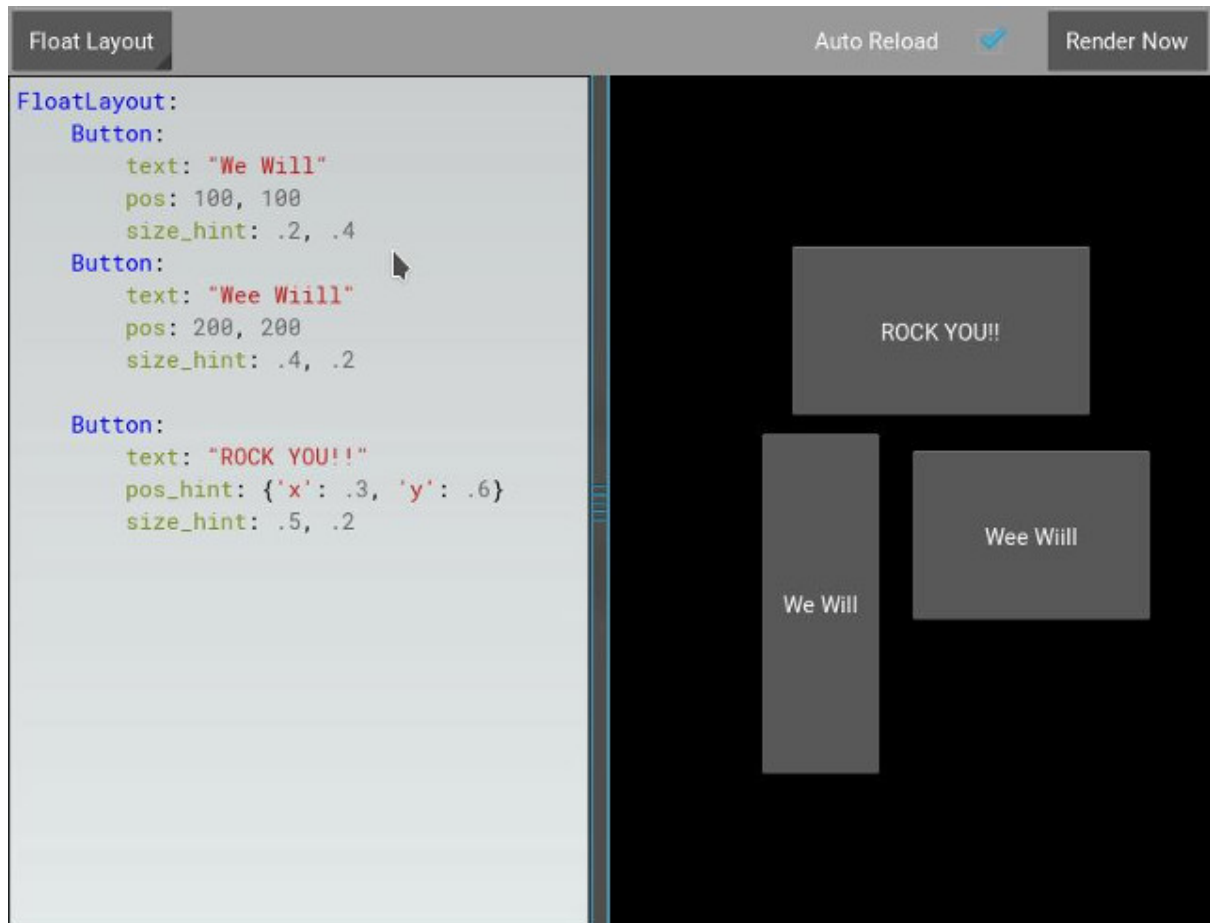 Float Layout
Auto Reload
Render Now
FloatLayout:
    Button:
        text: "We Will"
        pos: 100, 100
        size_hint: .2, .4
    Button:
        text: "Wee Wiill"
        pos: 200, 200
        size_hint: .4, .2
    Button:
        text: "ROCK YOU!!"
        pos_hint: {'x': .3, 'y': .6}
        size_hint: .5, .2
ROCK YOU!!
Wee Wiill
We Will